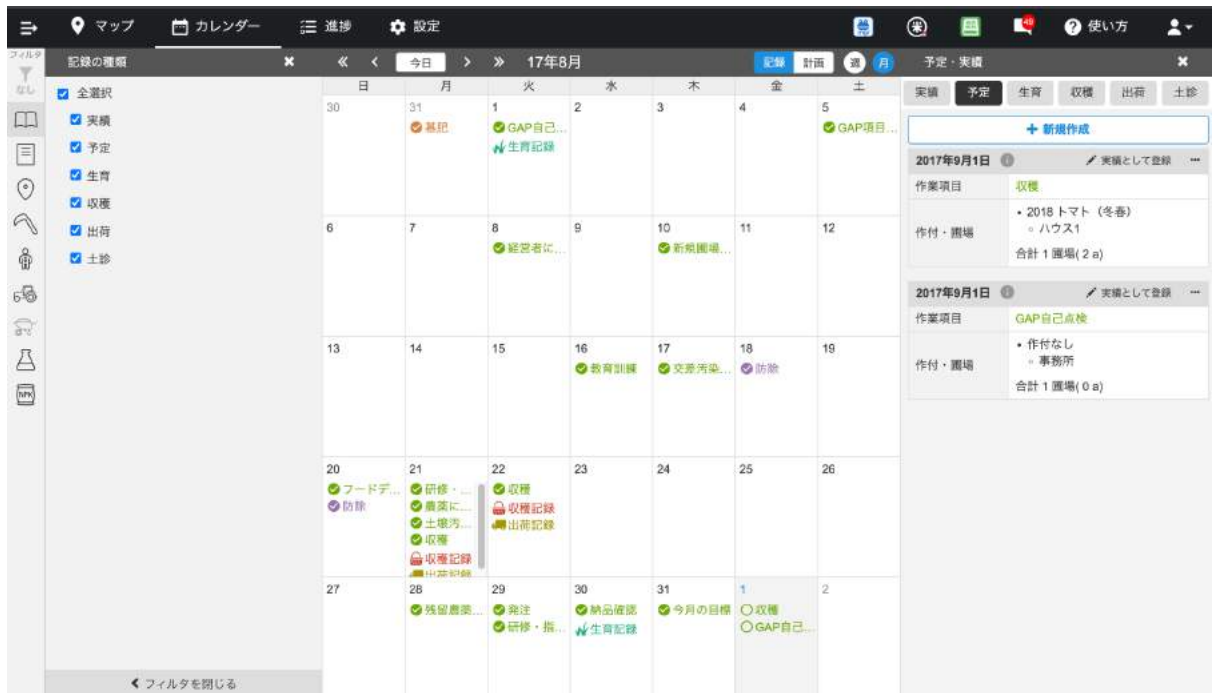 マップ
カレンダー
進捗
設定
49
使い方
フィルタ
なし
記録の種類
全選択
実績
予定
生育
収穫
出荷
土診
フィルタを閉じる
今日
17年8月
記録 計画 週 月
日 月 火 水 木 金 土
30 31 1 2 3 4 5
基肥
GAP自己...
生育記録
GAP項目...
6 7 8 9 10 11 12
経営者に...
新規圃場...
13 14 15 16 17 18 19
教育訓練
交差汚染...
防除
20 21 22 23 24 25 26
フードデ...
防除
研修・...
農薬に...
土壌汚...
収穫
収穫記録
出荷記録
収穫
収穫記録
出荷記録
27 28 29 30 31 1 2
残留農薬...
発注
研修・指...
納品確認
生育記録
今月の目標
収穫
GAP自己...
予定・実績
実績 予定 生育 収穫 出荷 土診
新規作成
2017年9月1日 実績として登録 ...
作業項目 収穫
作付・圃場
• 2018 トマト（冬春）
◦ ハウス1
合計 1 圃場( 2 a)
2017年9月1日 実績として登録 ...
作業項目 GAP自己点検
作付・圃場
• 作付なし
◦ 事務所
合計 1 圃場( 0 a)
NPK